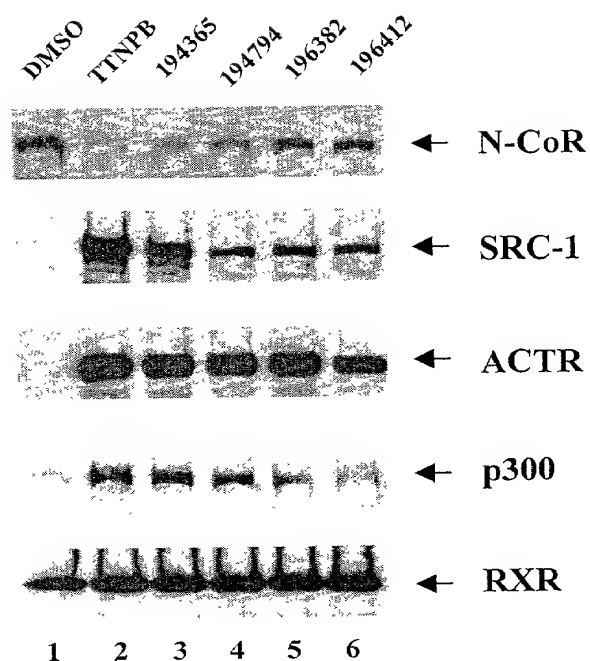 DMSO TTNPB 194365 194794 196382 196412
N-CoR
SRC-1
ACTR
p300
RXR
1 2 3 4 5 6